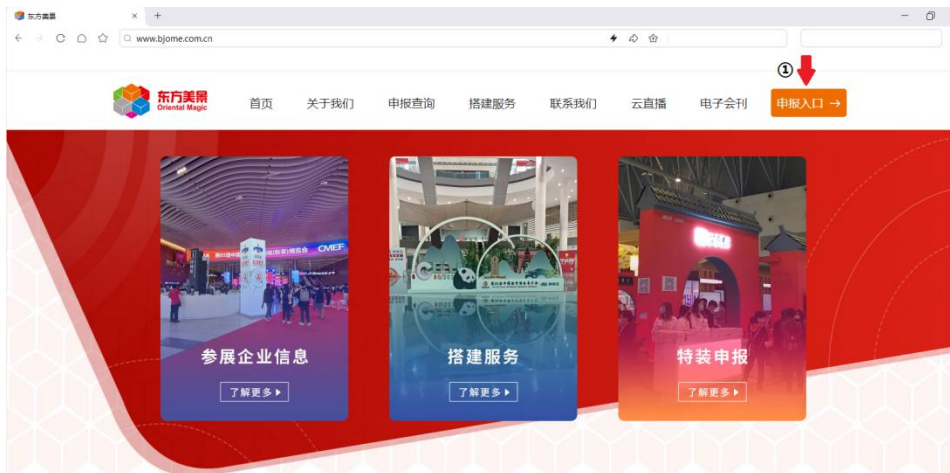 东方美景
www.bjome.com.cn
①
东方美景
Oriental Magic
首页
关于我们
申报查询
搭建服务
联系我们
云直播
电子会刊
申报入口 →
CMEF
参展企业信息
搭建服务
特装申报
了解更多
了解更多
了解更多